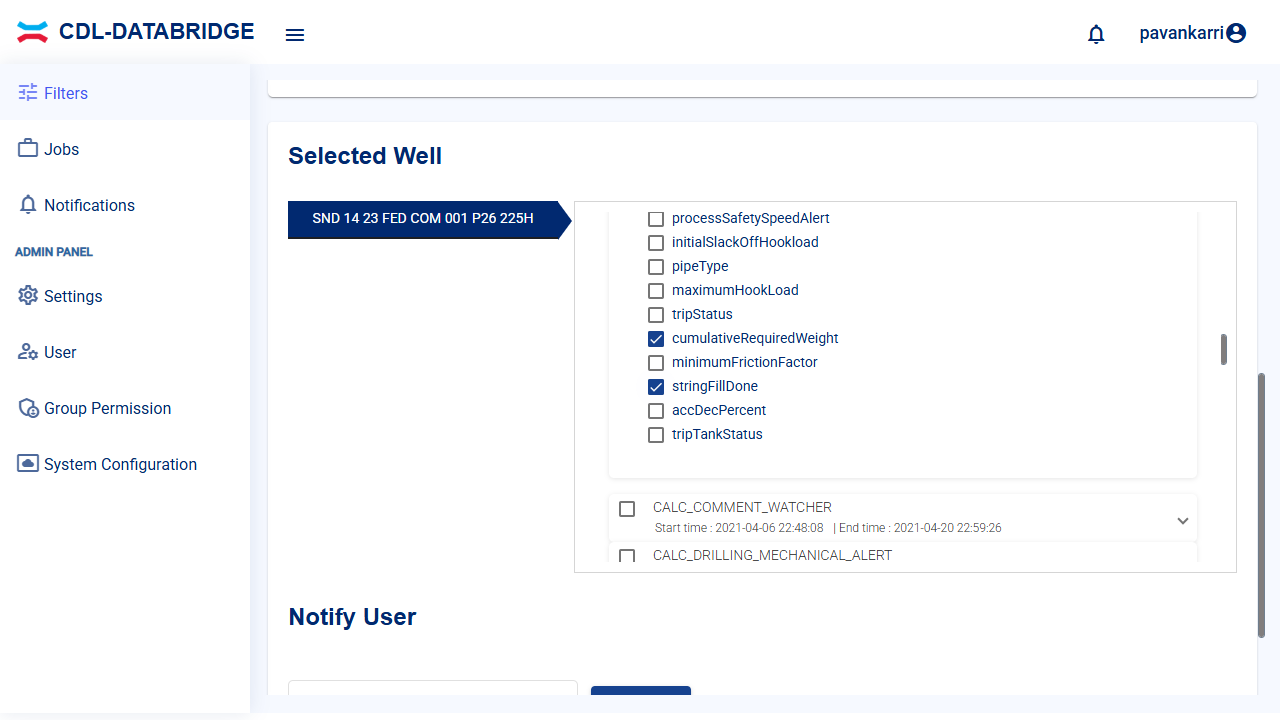 CDL-DATABRIDGE
pavankarri
Filters
Jobs
Notifications
ADMIN PANEL
Settings
User
Group Permission
System Configuration
Selected Well
SND 14 23 FED COM 001 P26 225H
processSafetySpeedAlert
initialSlackOffHookload
pipeType
maximumHookLoad
tripStatus
cumulativeRequiredWeight
minimumFrictionFactor
stringFillDone
accDecPercent
tripTankStatus
CALC_COMMENT_WATCHER
Start time : 2021-04-06 22:48:08 | End time : 2021-04-20 22:59:26
CALC_DRILLING_MECHANICAL_ALERT
Notify User